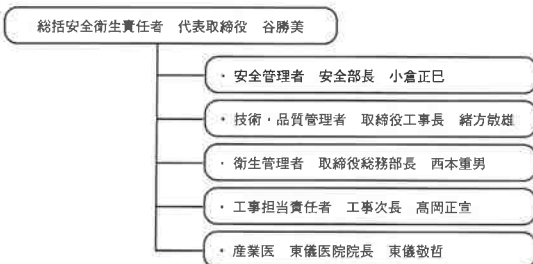 総括安全衛生責任者　代表取締役　谷勝美
・安全管理者　安全部長　小倉正巳
・技術・品質管理者　取締役工事長　緒方敏雄
・衛生管理者　取締役総務部長　西本重男
・工事担当責任者　工事次長　髙岡正宣
・産業医　東儀医院院長　東儀敬哲